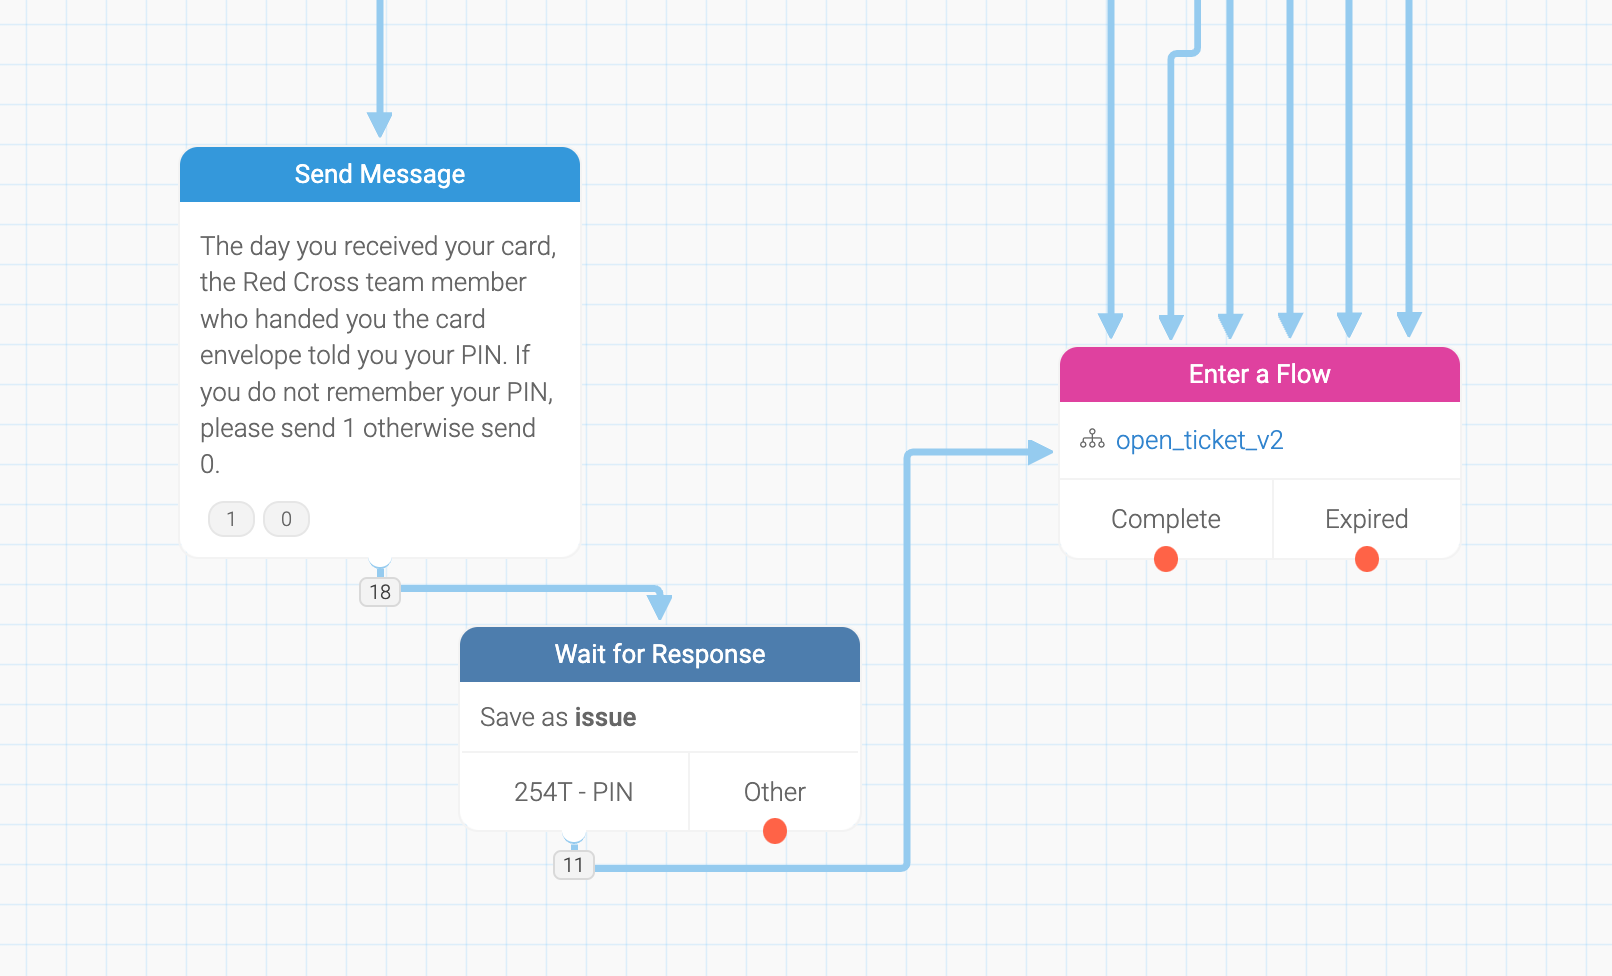 Send Message
The day you received your card,
the Red Cross team member
who handed you the card
envelope told you your PIN. If
you do not remember your PIN,
please send 1 otherwise send
0.
1 0
18
Wait for Response
Save as issue
254T - PIN Other
11
Enter a Flow
open_ticket_v2
Complete Expired